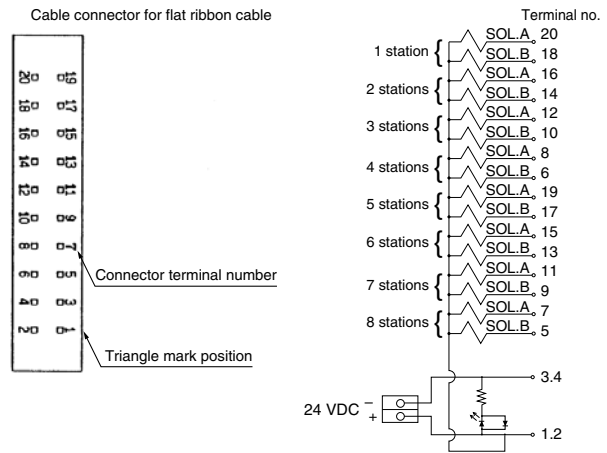 Cable connector for flat ribbon cable
20 19
18 17
16 15
14 13
12 11
10 9
8 7
6 5
4 3
2 1
Connector terminal number
Triangle mark position
Terminal no.
1 station { SOL.A 20
SOL.B 18
2 stations { SOL.A 16
SOL.B 14
3 stations { SOL.A 12
SOL.B 10
4 stations { SOL.A 8
SOL.B 6
5 stations { SOL.A 19
SOL.B 17
6 stations { SOL.A 15
SOL.B 13
7 stations { SOL.A 11
SOL.B 9
8 stations { SOL.A 7
SOL.B 5
3.4
24 VDC − +
1.2